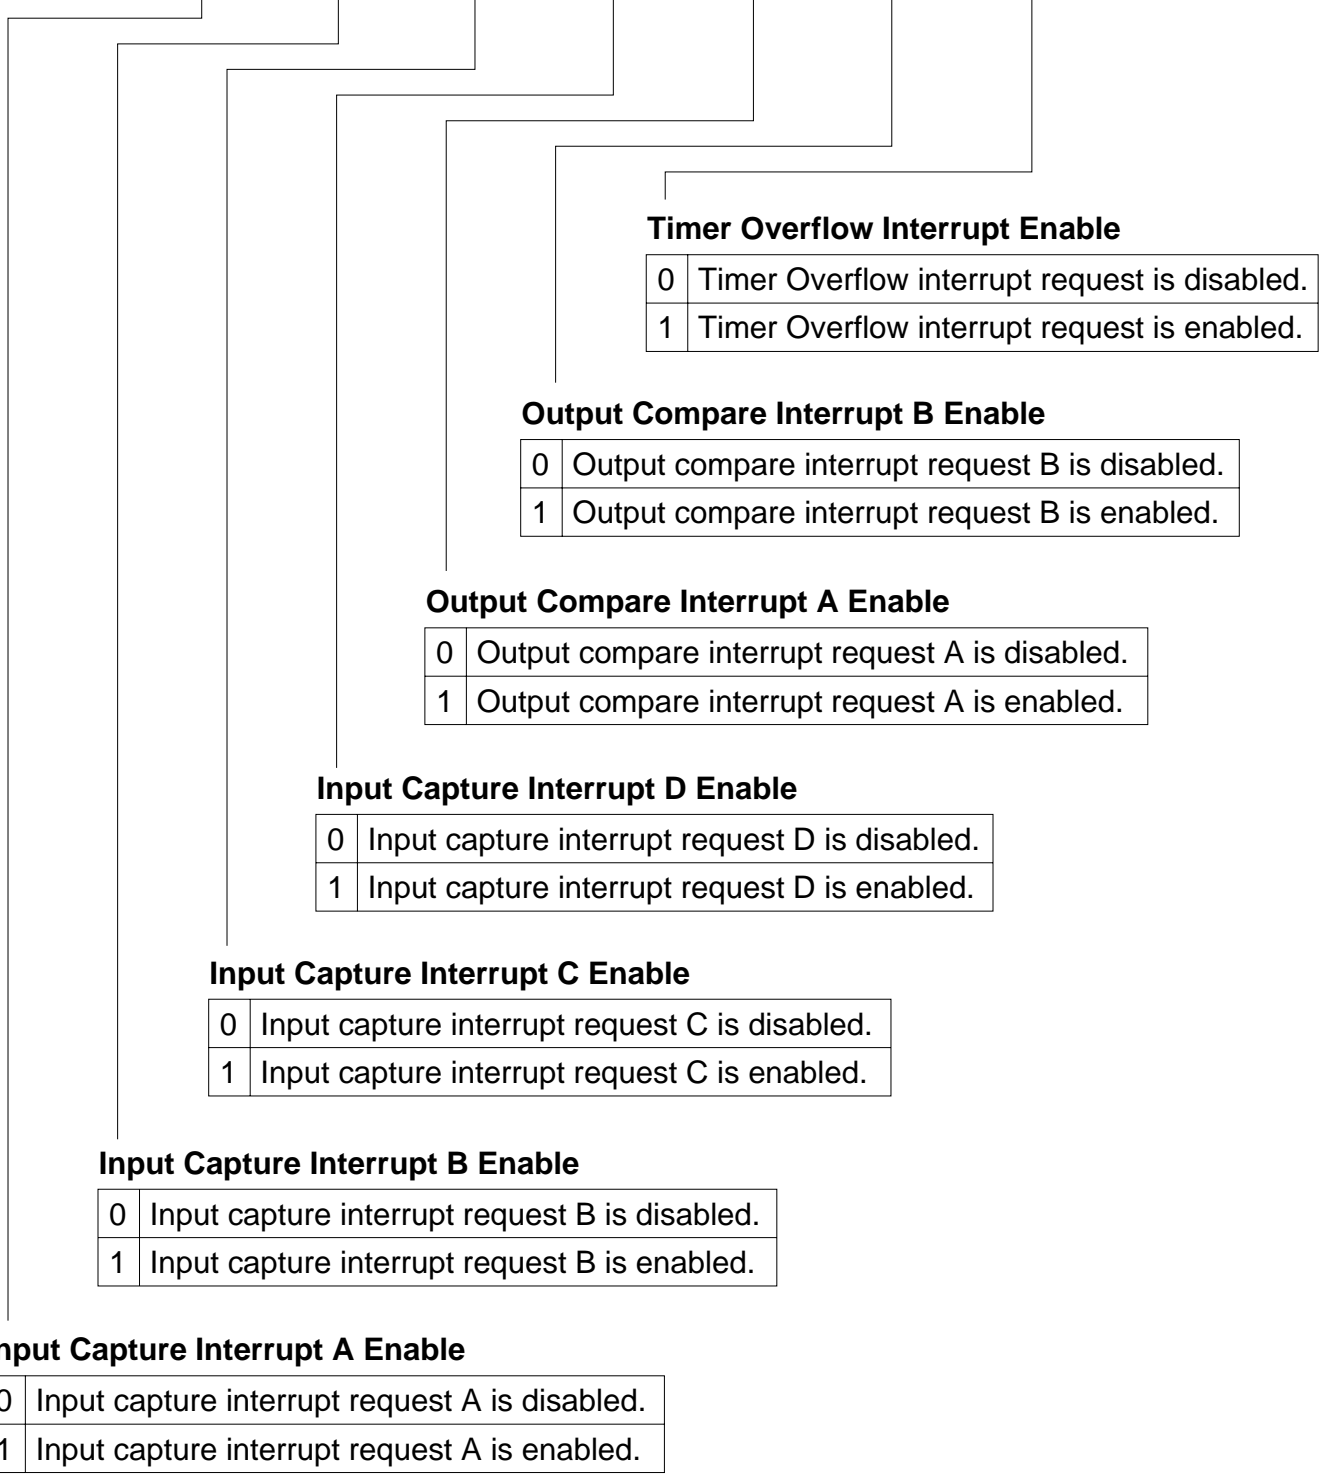 Timer Overflow Interrupt Enable
0 Timer Overflow interrupt request is disabled.
1 Timer Overflow interrupt request is enabled.
Output Compare Interrupt B Enable
0 Output compare interrupt request B is disabled.
1 Output compare interrupt request B is enabled.
Output Compare Interrupt A Enable
0 Output compare interrupt request A is disabled.
1 Output compare interrupt request A is enabled.
Input Capture Interrupt D Enable
0 Input capture interrupt request D is disabled.
1 Input capture interrupt request D is enabled.
Input Capture Interrupt C Enable
0 Input capture interrupt request C is disabled.
1 Input capture interrupt request C is enabled.
Input Capture Interrupt B Enable
0 Input capture interrupt request B is disabled.
1 Input capture interrupt request B is enabled.
nput Capture Interrupt A Enable
0 Input capture interrupt request A is disabled.
1 Input capture interrupt request A is enabled.